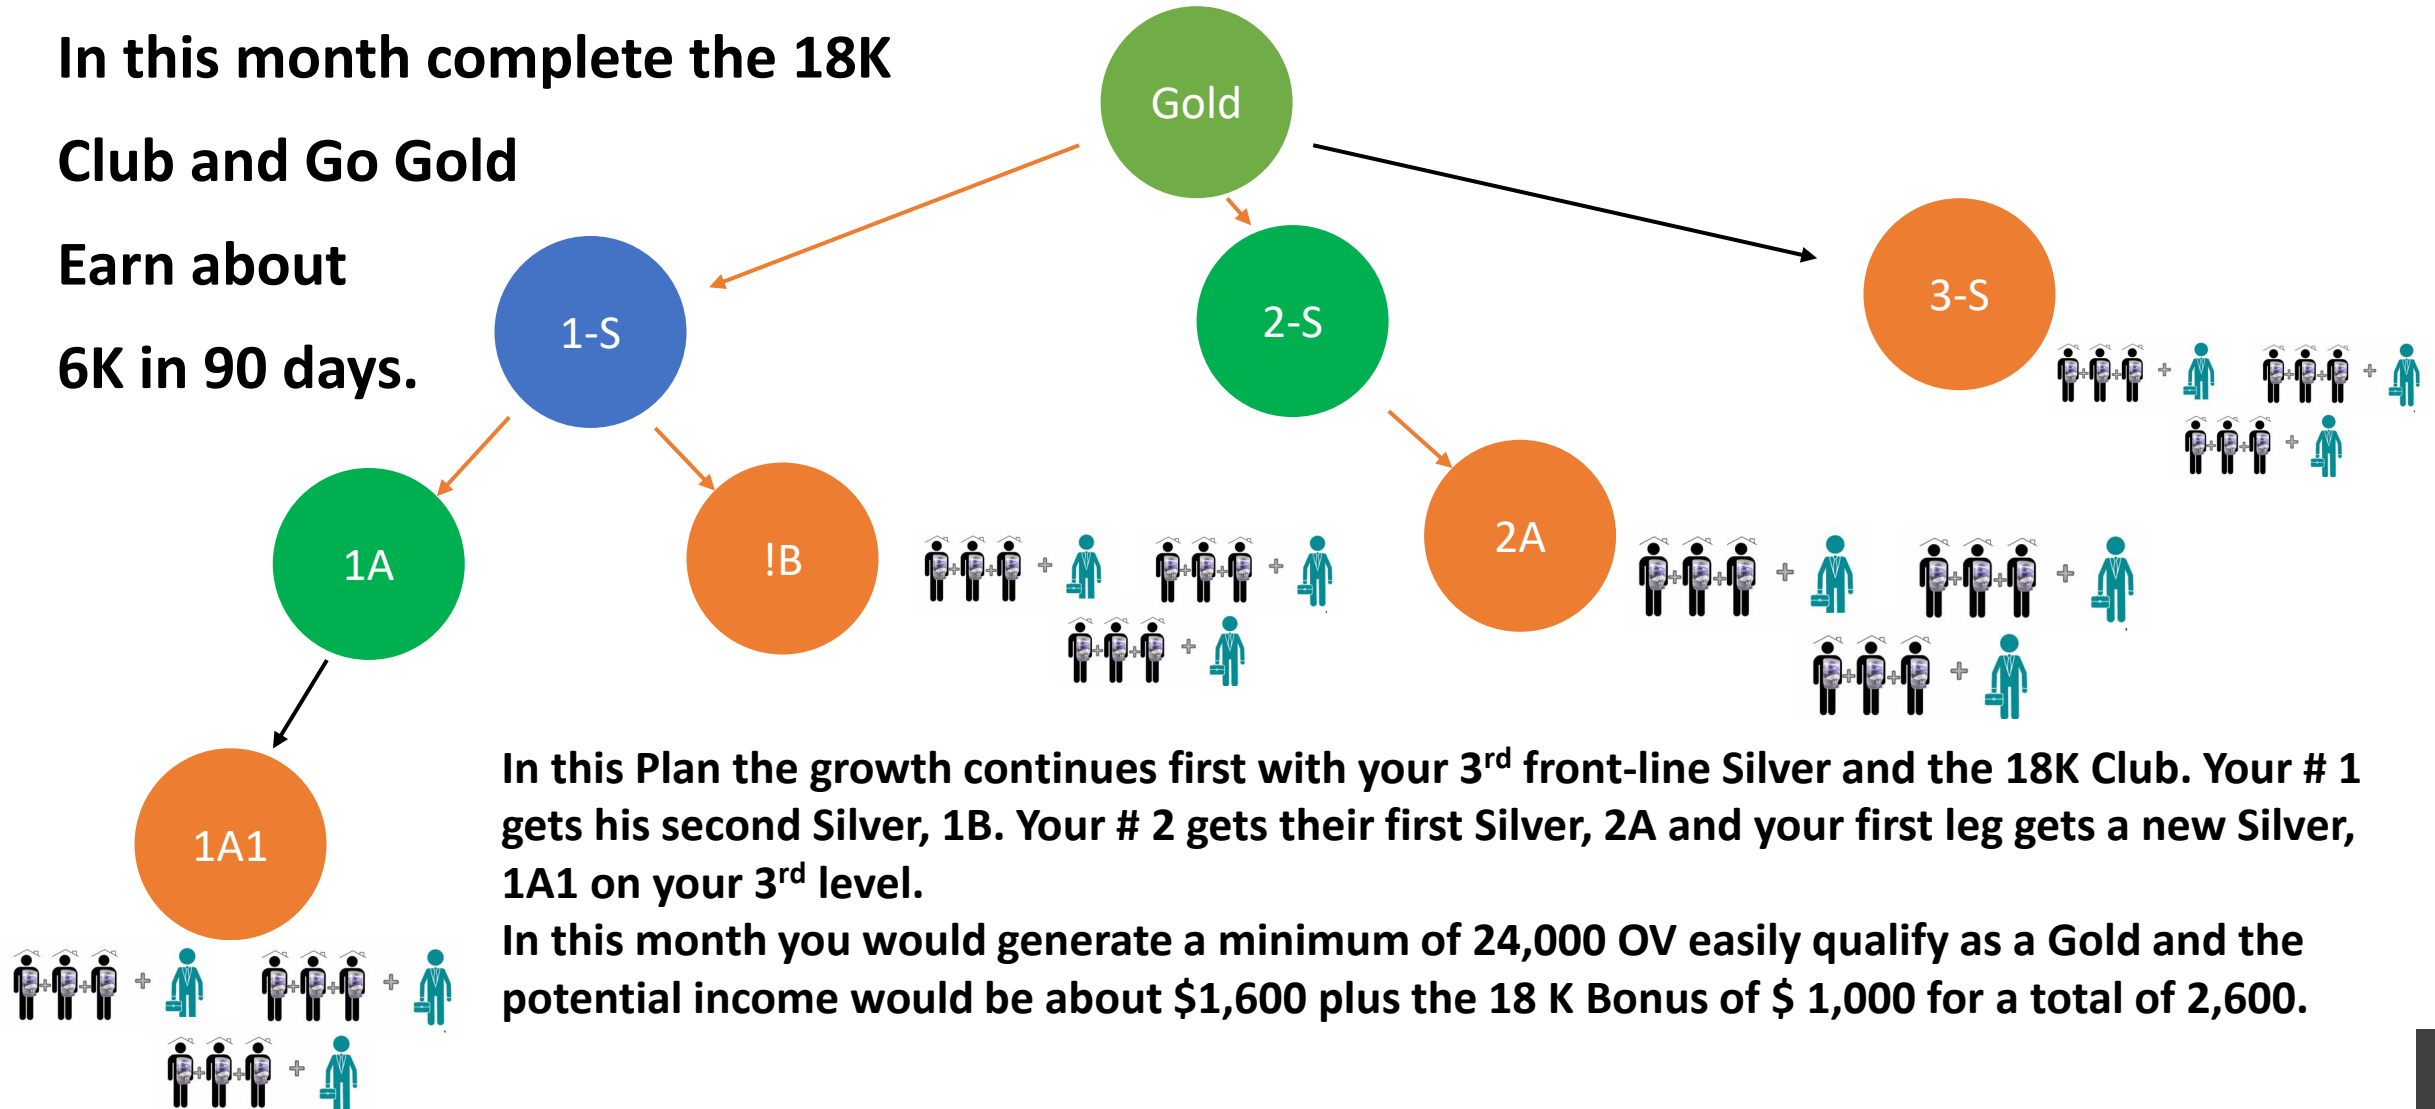 In this month complete the 18K
Club and Go Gold
Earn about
6K in 90 days.
Gold
1-S
2-S
3-S
1A
!B
2A
1A1
In this Plan the growth continues first with your 3rd front-line Silver and the 18K Club. Your # 1
gets his second Silver, 1B. Your # 2 gets their first Silver, 2A and your first leg gets a new Silver,
1A1 on your 3rd level.
In this month you would generate a minimum of 24,000 OV easily qualify as a Gold and the
potential income would be about $1,600 plus the 18 K Bonus of $ 1,000 for a total of 2,600.